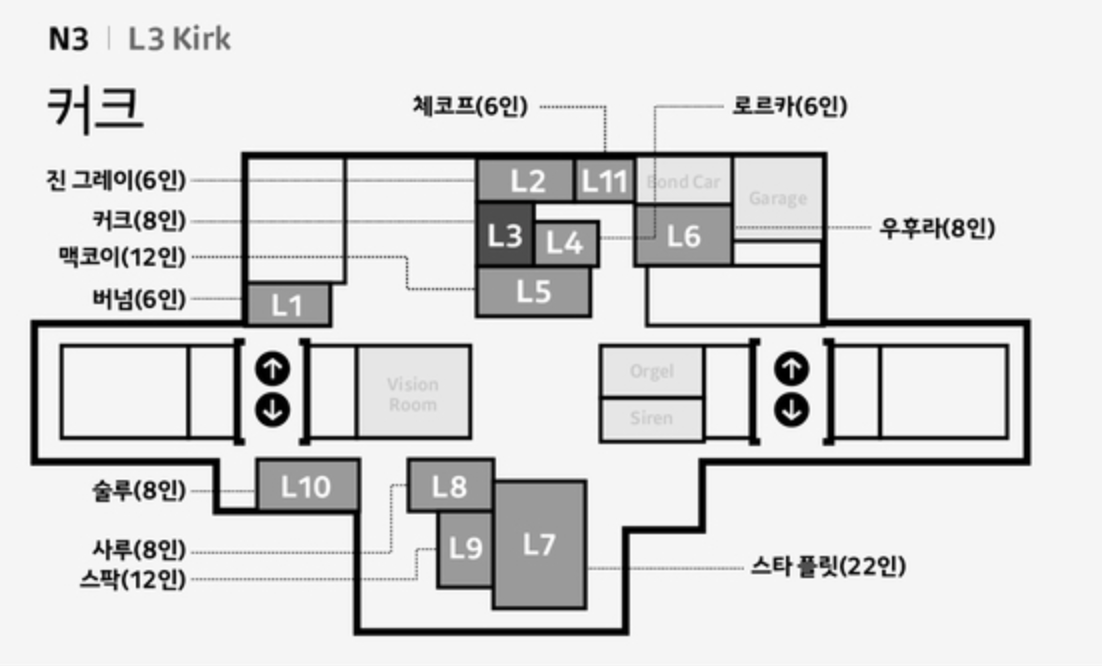 N3 | L3 Kirk
커크
체코프(6인)
로르카(6인)
진 그레이(6인)
L2
L11
Bond Car
Garage
커크(8인)
L3
L4
L6
우후라(8인)
맥코이(12인)
L5
버넘(6인)
L1
Vision
Room
Orgel
Siren
술루(8인)
L10
L8
사루(8인)
L9
L7
스팍(12인)
스타 플릿(22인)